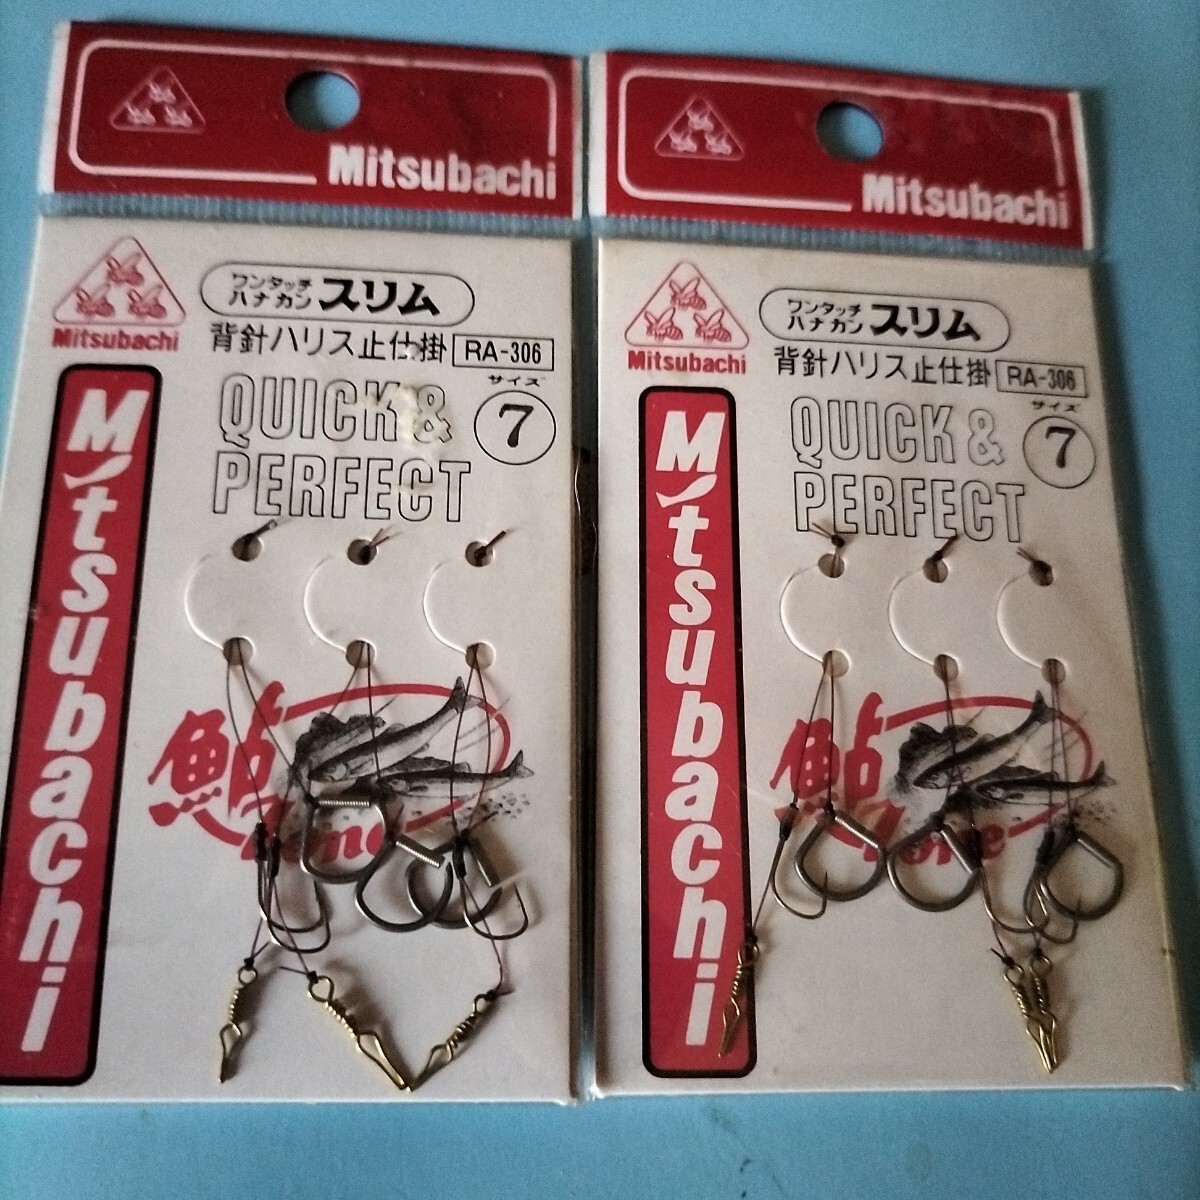 Mitsubachi
Mitsubachi
ワンタッチ
ハナカン スリム
背針ハリス止仕掛 RA-306
サイズ
7
QUICK &
PERFECT
Mitsubachi
鮎
Mitsubachi
Mitsubachi
ワンタッチ
ハナカン スリム
背針ハリス止仕掛 RA-306
サイズ
7
QUICK &
PERFECT
Mitsubachi
鮎